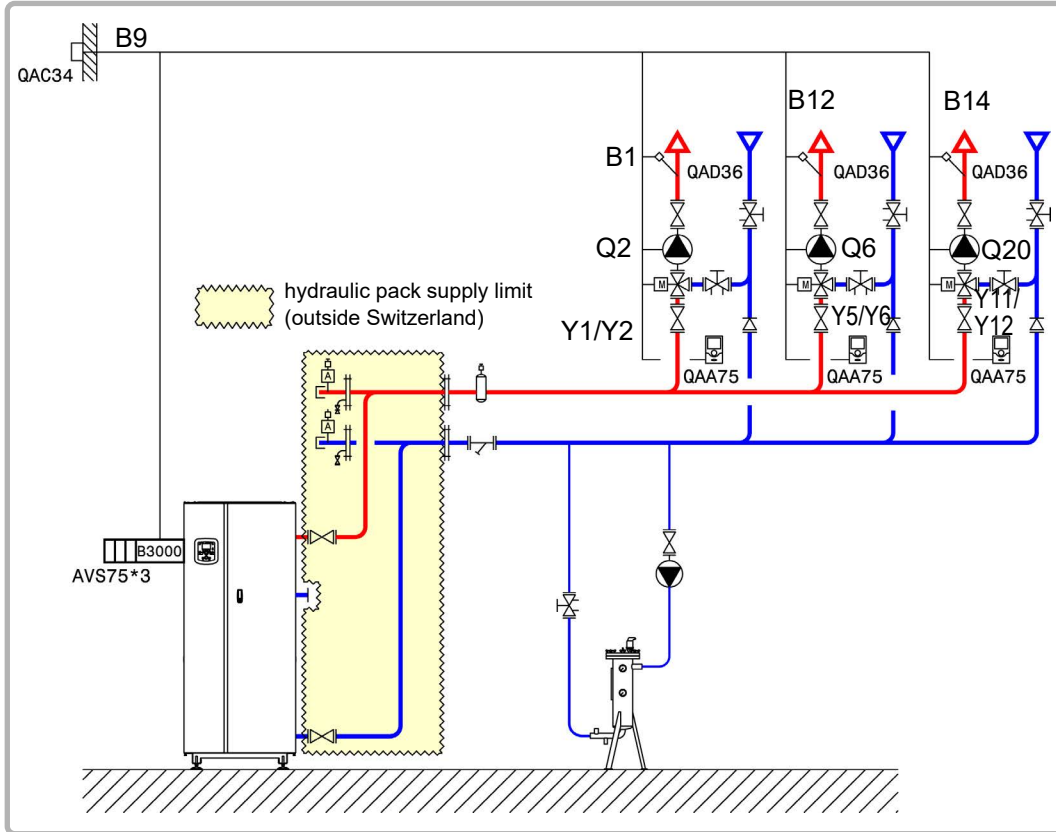 B9
QAC34
B12
B14
B1
QAD36
QAD36
QAD36
Q2
Q6
Q20
M
M
M
hydraulic pack supply limit
(outside Switzerland)
Y1/Y2
Y5/Y6
Y11/
Y12
QAA75
QAA75
QAA75
A
A
B3000
AVS75*3